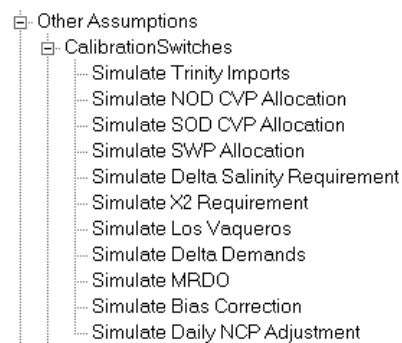 Other Assumptions
CalibrationSwitches
Simulate Trinity Imports
Simulate NOD CVP Allocation
Simulate SOD CVP Allocation
Simulate SWP Allocation
Simulate Delta Salinity Requirement
Simulate X2 Requirement
Simulate Los Vaqueros
Simulate Delta Demands
Simulate MRDO
Simulate Bias Correction
Simulate Daily NCP Adjustment